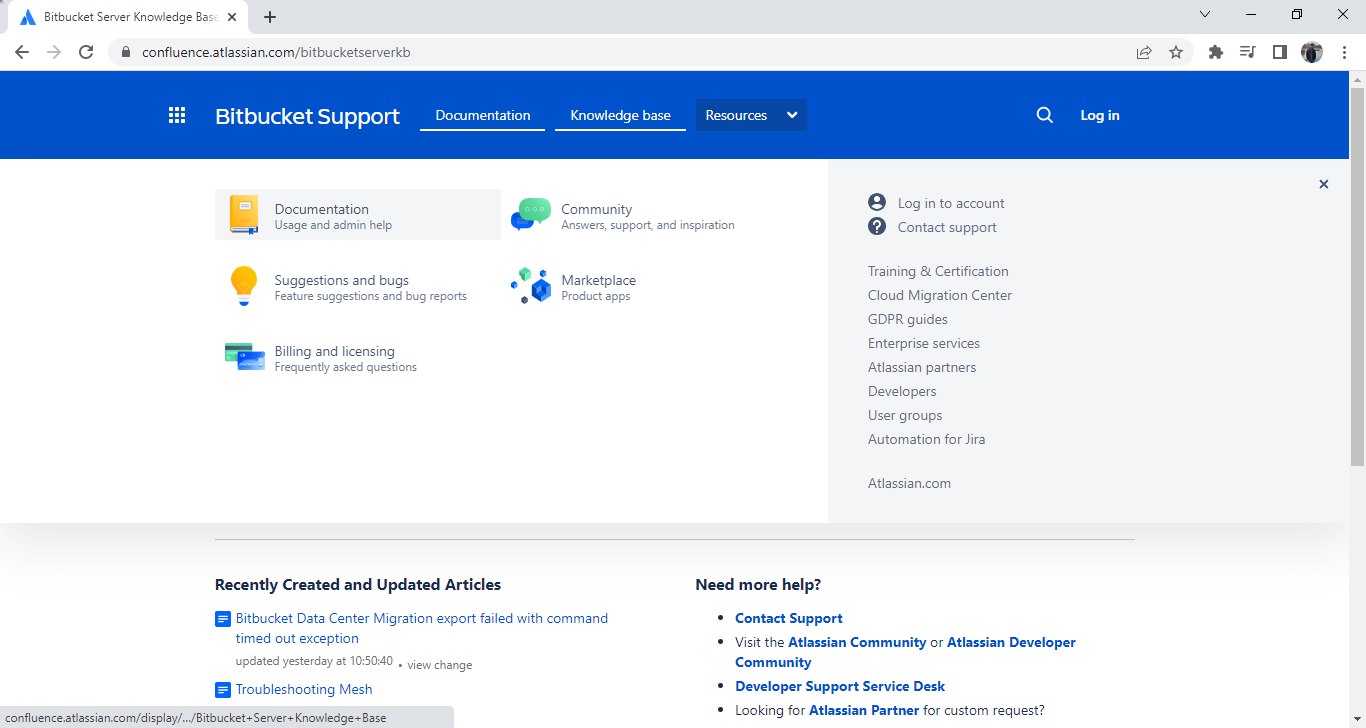 Bitbucket Server Knowledge Base
confluence.atlassian.com/bitbucketserverkb
Bitbucket Support
Documentation
Knowledge base
Resources
Log in
Documentation
Usage and admin help
Community
Answers, support, and inspiration
Suggestions and bugs
Feature suggestions and bug reports
Marketplace
Product apps
Billing and licensing
Frequently asked questions
Log in to account
Contact support
Training & Certification
Cloud Migration Center
GDPR guides
Enterprise services
Atlassian partners
Developers
User groups
Automation for Jira
Atlassian.com
Recently Created and Updated Articles
Bitbucket Data Center Migration export failed with command
timed out exception
updated yesterday at 10:50:40 • view change
Troubleshooting Mesh
Need more help?
• Contact Support
• Visit the Atlassian Community or Atlassian Developer
Community
• Developer Support Service Desk
• Looking for Atlassian Partner for custom request?
confluence.atlassian.com/display/.../Bitbucket+Server+Knowledge+Base